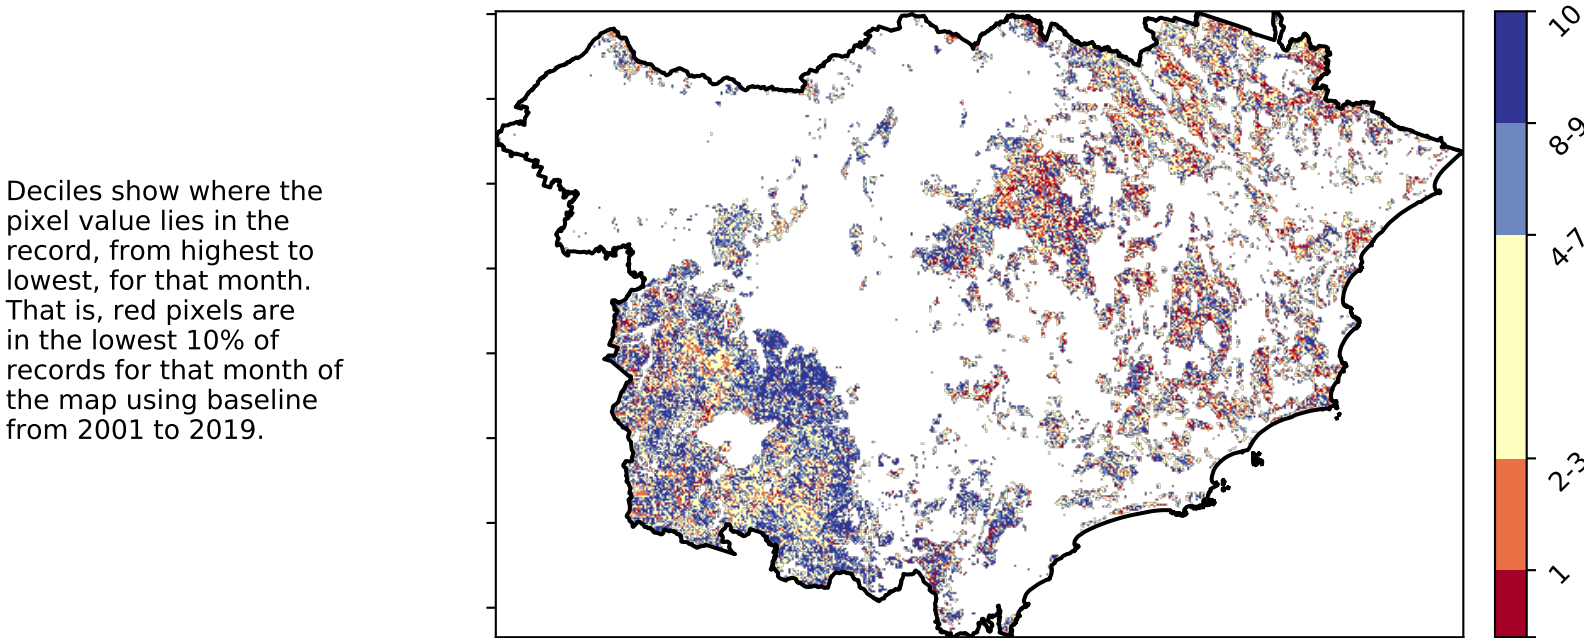 Deciles show where the
pixel value lies in the
record, from highest to
lowest, for that month.
That is, red pixels are
in the lowest 10% of
records for that month of
the map using baseline
from 2001 to 2019.
10
8-9
4-7
2-3
1